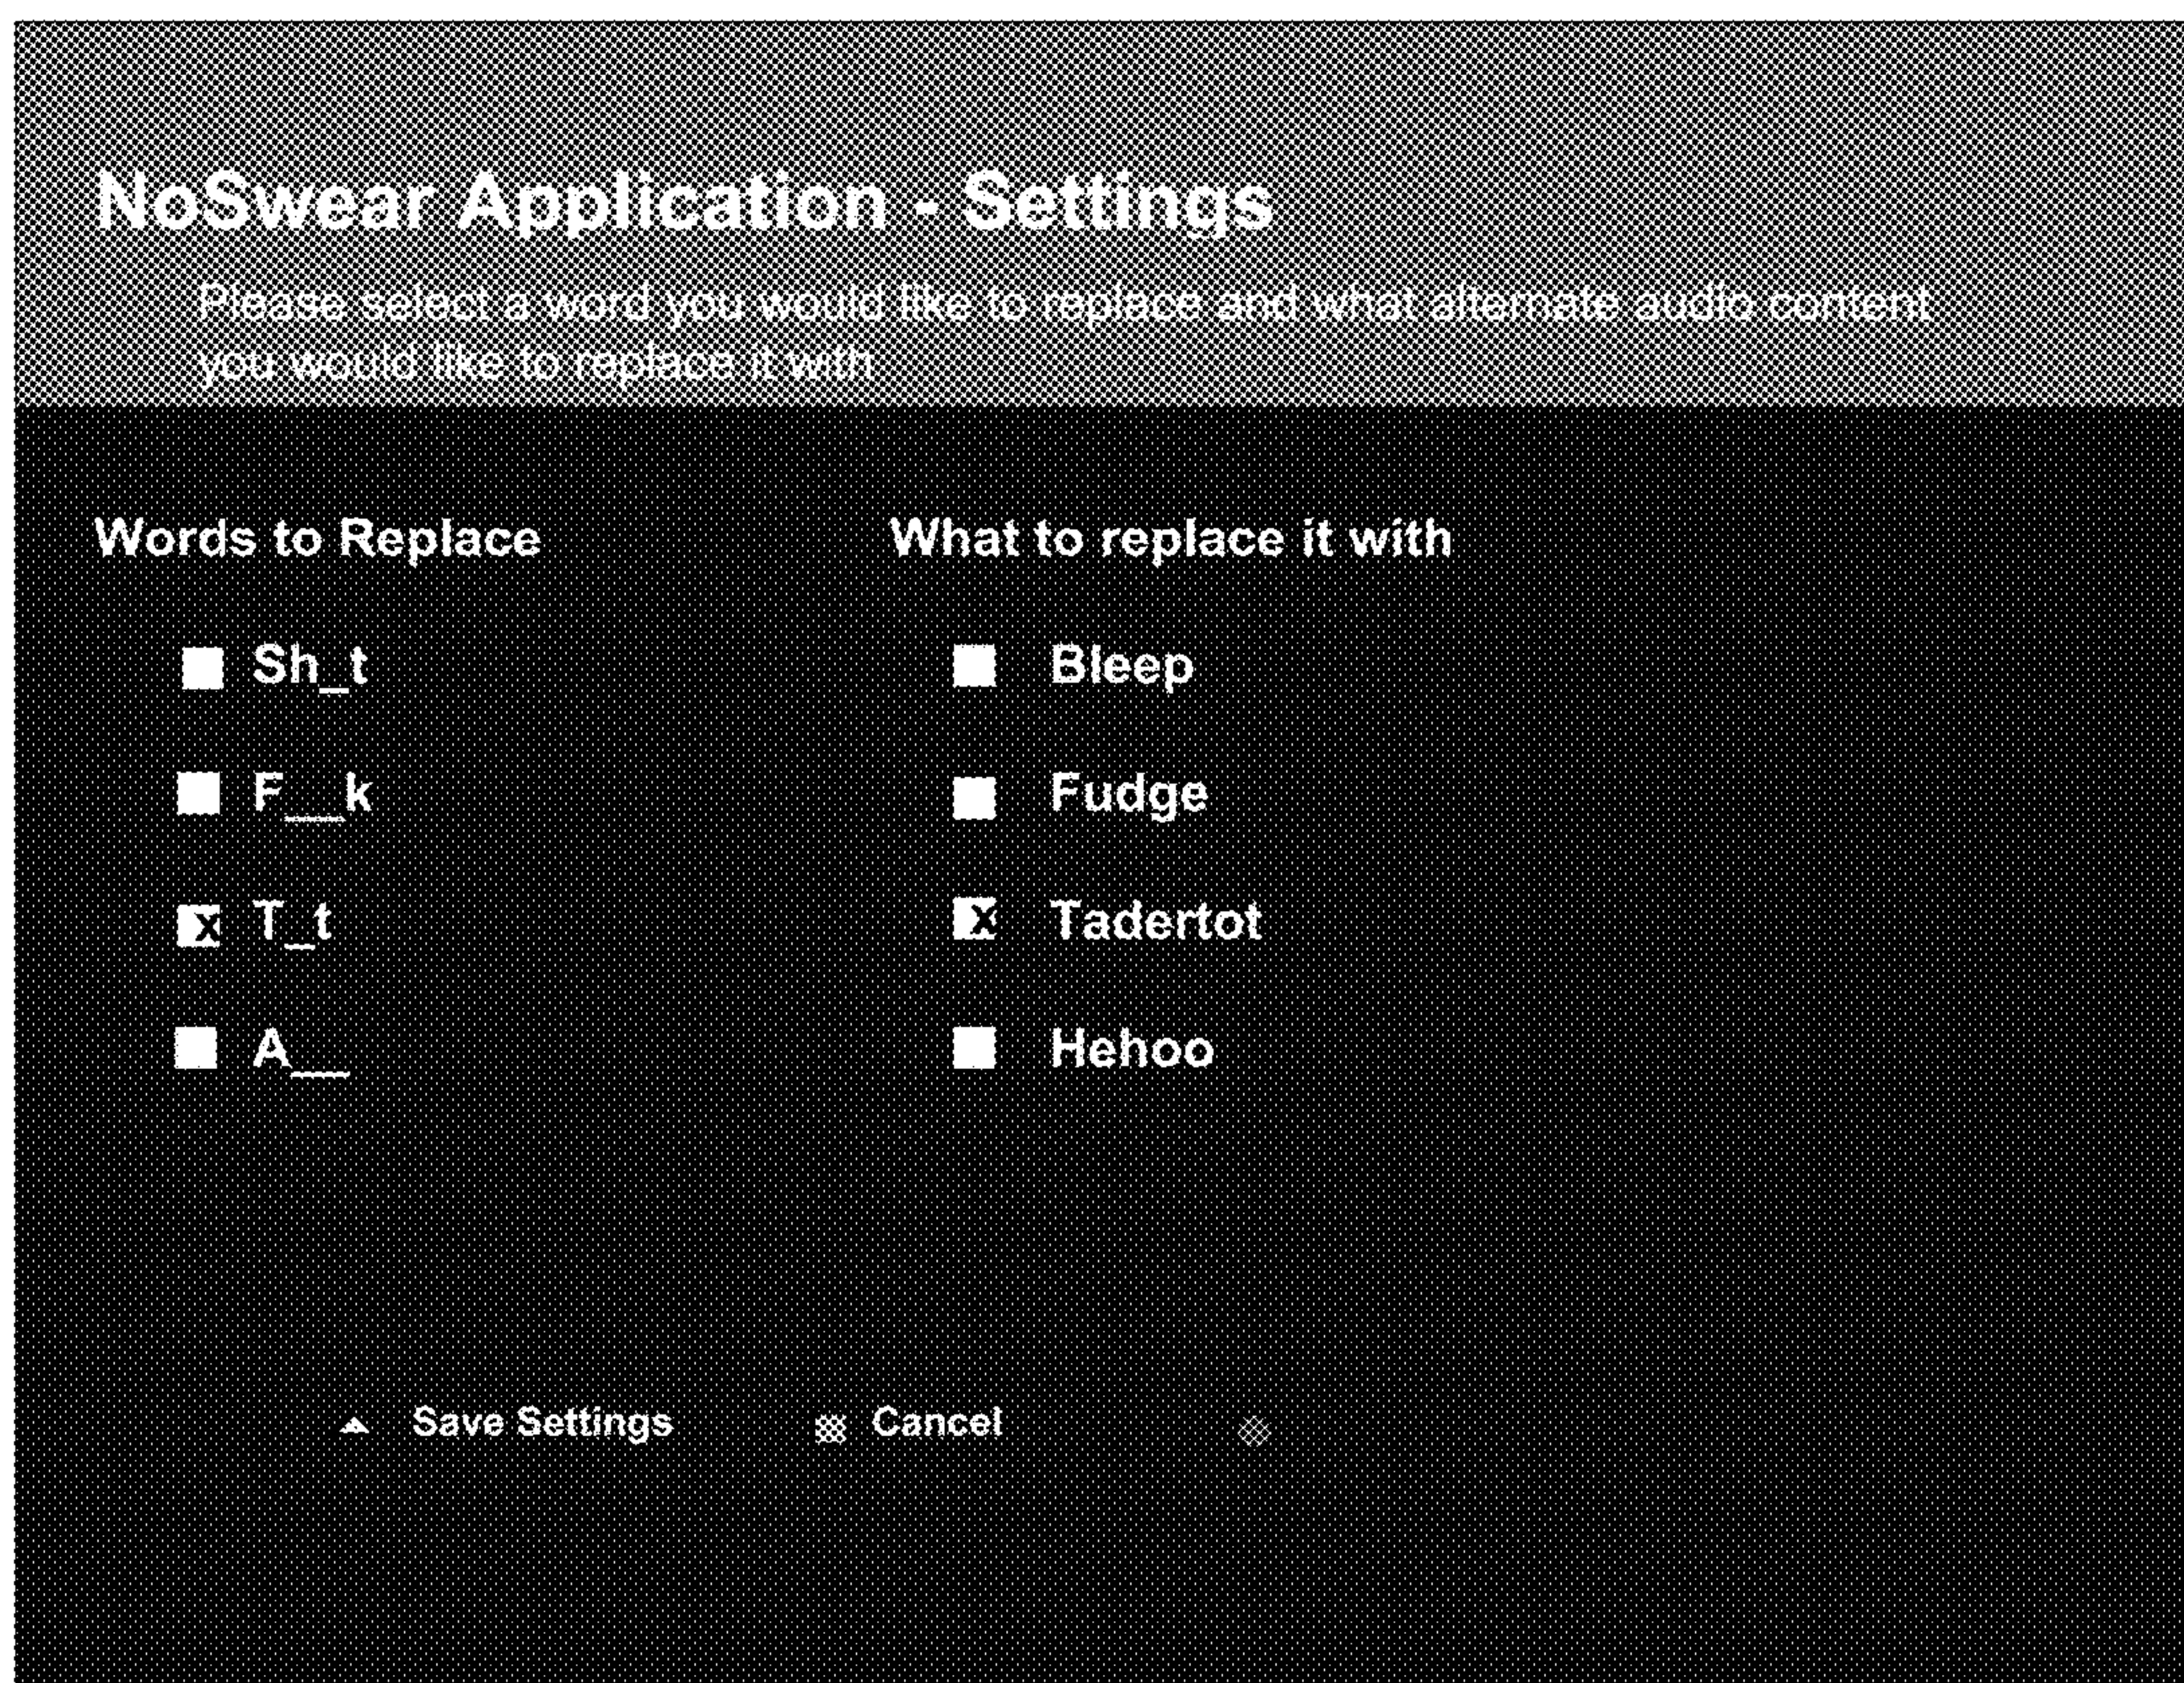 NoSwear Application - Settings
Please select a word you would like to replace and what alternate audio content
you would like to replace it with
Words to Replace What to replace it with
Sh_t Bleep
F__k Fudge
x T_t x Tadertot
A__ Hehoo
Save Settings Cancel